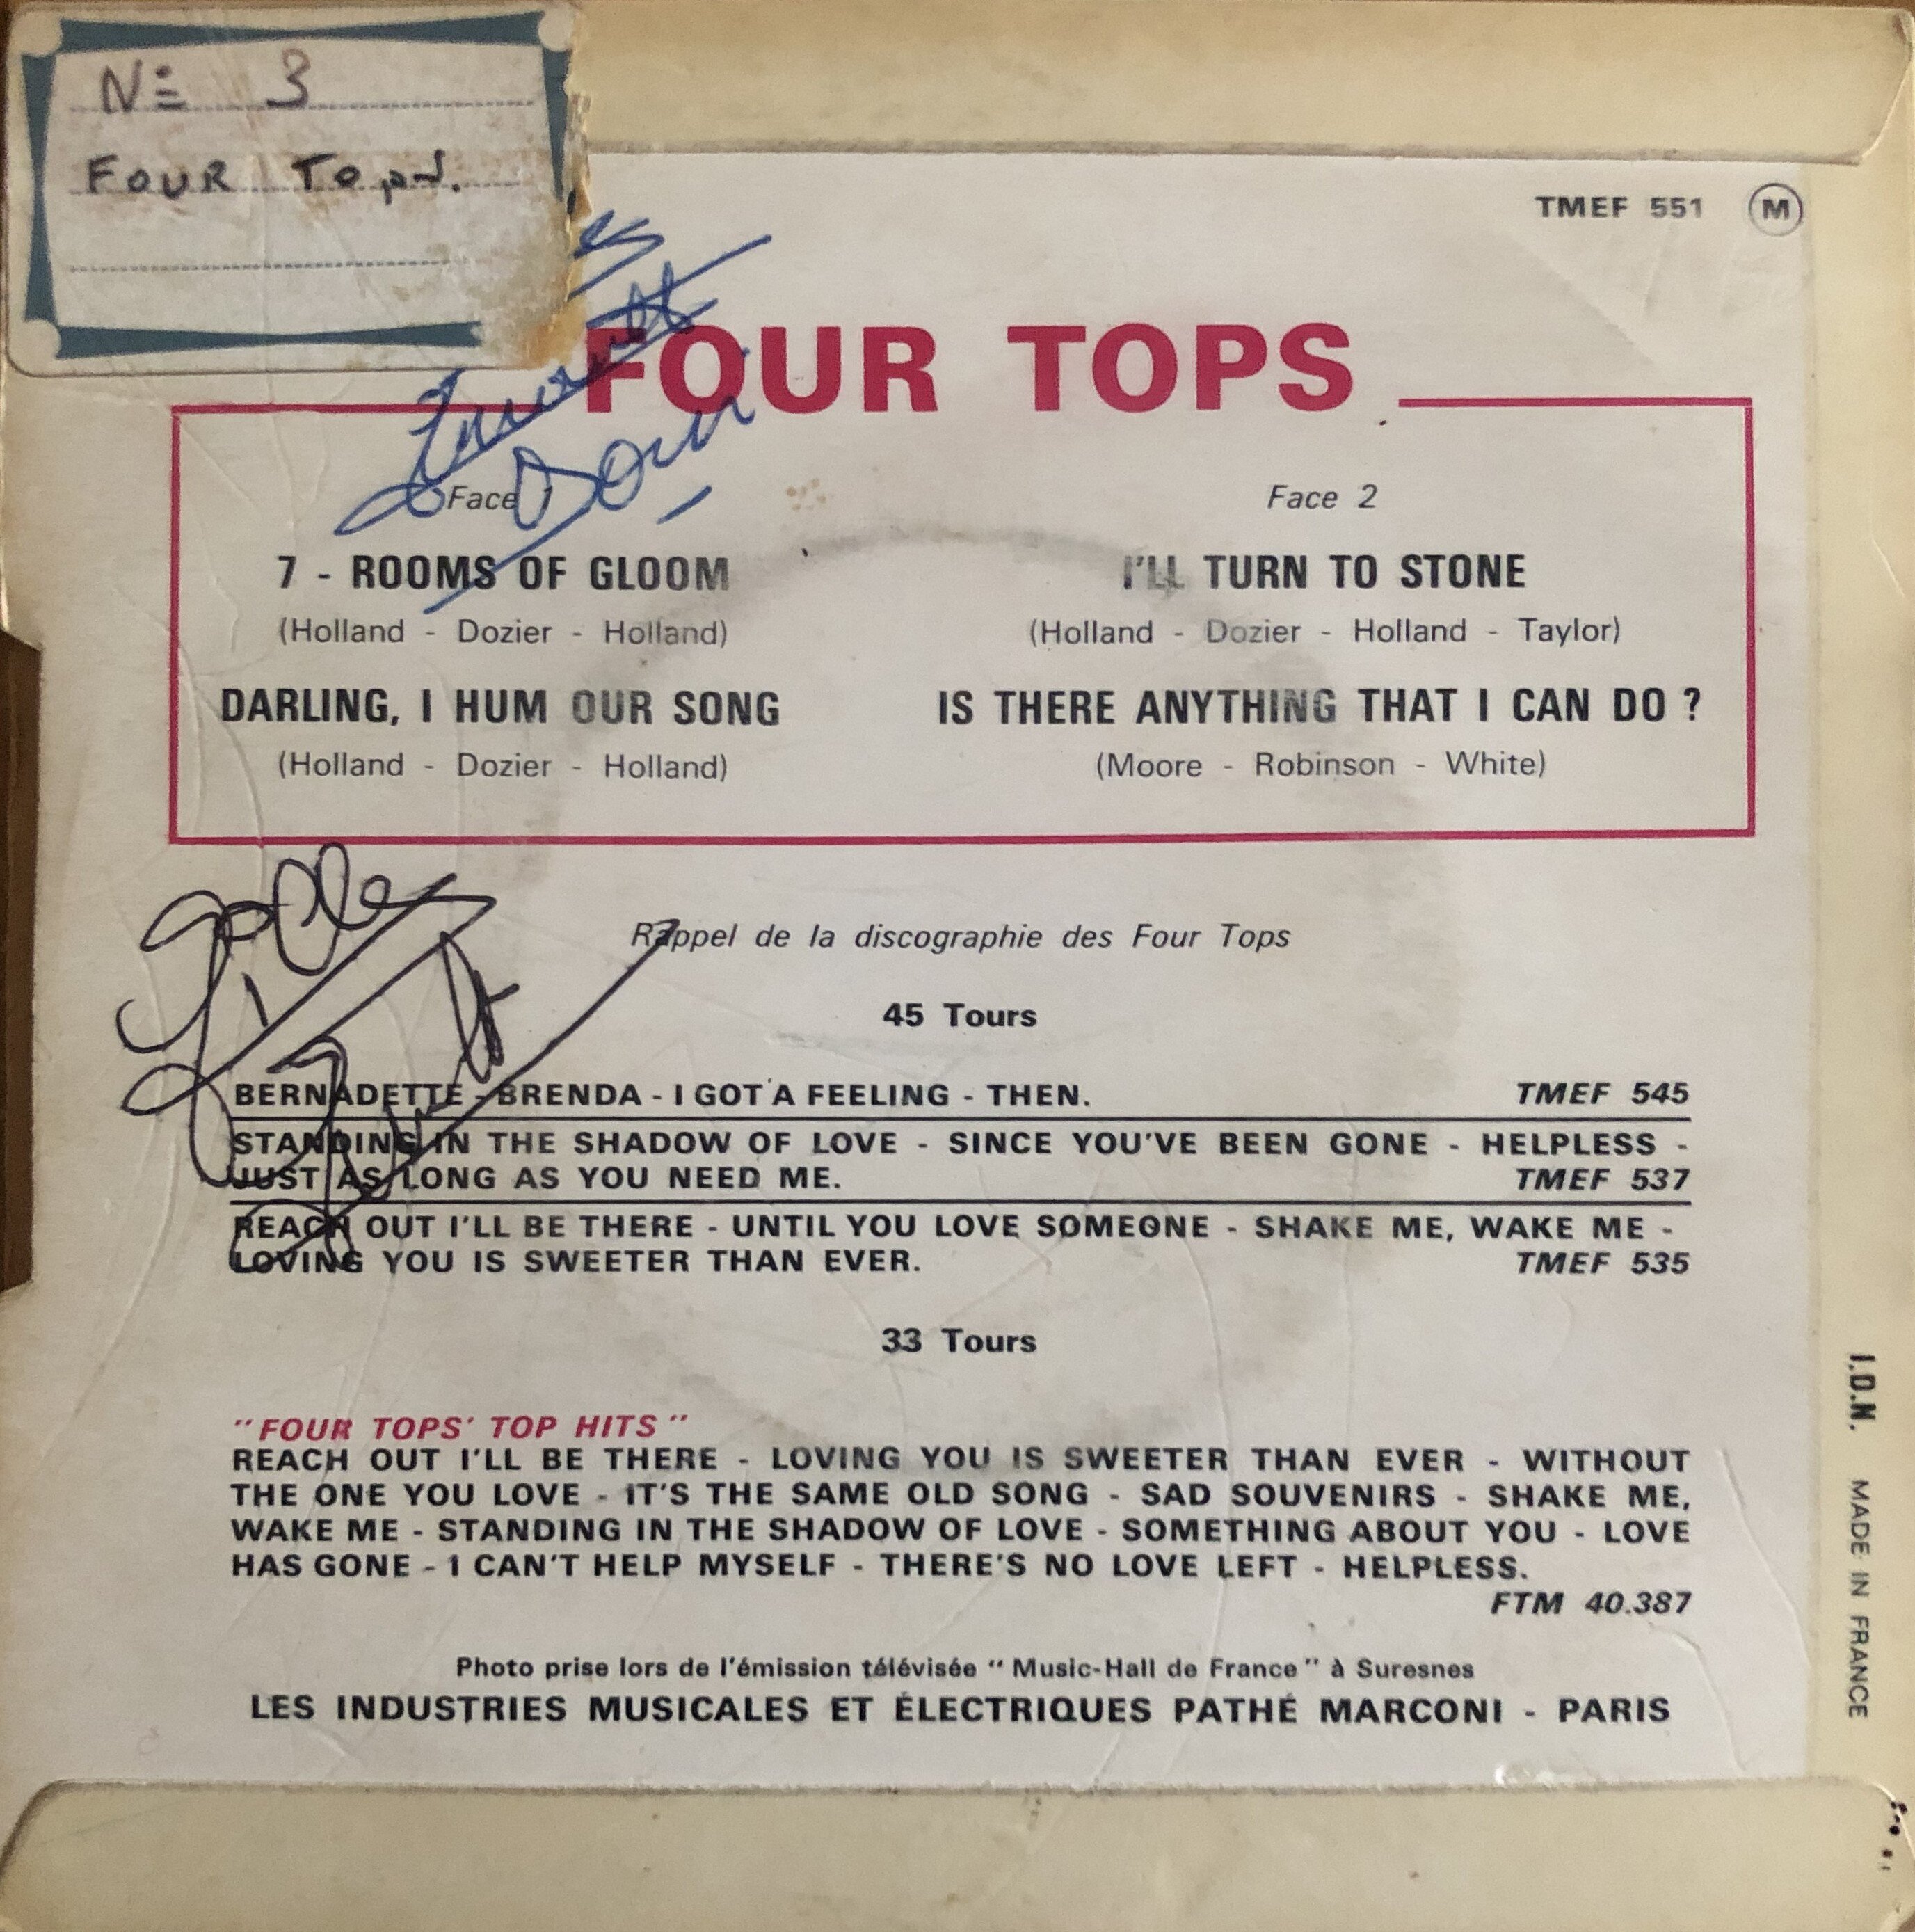 N= 3
FOUR Tops.
TMEF 551 M
FOUR TOPS
Face 1
7 - ROOMS OF GLOOM
(Holland - Dozier - Holland)
DARLING, I HUM OUR SONG
(Holland - Dozier - Holland)
Face 2
I'LL TURN TO STONE
(Holland - Dozier - Holland - Taylor)
IS THERE ANYTHING THAT I CAN DO ?
(Moore - Robinson - White)
Rappel de la discographie des Four Tops
45 Tours
BERNADETTE - BRENDA - I GOT A FEELING - THEN. TMEF 545
STANDING IN THE SHADOW OF LOVE - SINCE YOU'VE BEEN GONE - HELPLESS -
JUST AS LONG AS YOU NEED ME. TMEF 537
REACH OUT I'LL BE THERE - UNTIL YOU LOVE SOMEONE - SHAKE ME, WAKE ME -
LOVING YOU IS SWEETER THAN EVER. TMEF 535
33 Tours
"FOUR TOPS' TOP HITS"
REACH OUT I'LL BE THERE - LOVING YOU IS SWEETER THAN EVER - WITHOUT
THE ONE YOU LOVE - IT'S THE SAME OLD SONG - SAD SOUVENIRS - SHAKE ME,
WAKE ME - STANDING IN THE SHADOW OF LOVE - SOMETHING ABOUT YOU - LOVE
HAS GONE - I CAN'T HELP MYSELF - THERE'S NO LOVE LEFT - HELPLESS.
FTM 40.387
Photo prise lors de l'émission télévisée "Music-Hall de France" à Suresnes
LES INDUSTRIES MUSICALES ET ÉLECTRIQUES PATHÉ MARCONI - PARIS
I.D.N. MADE IN FRANCE